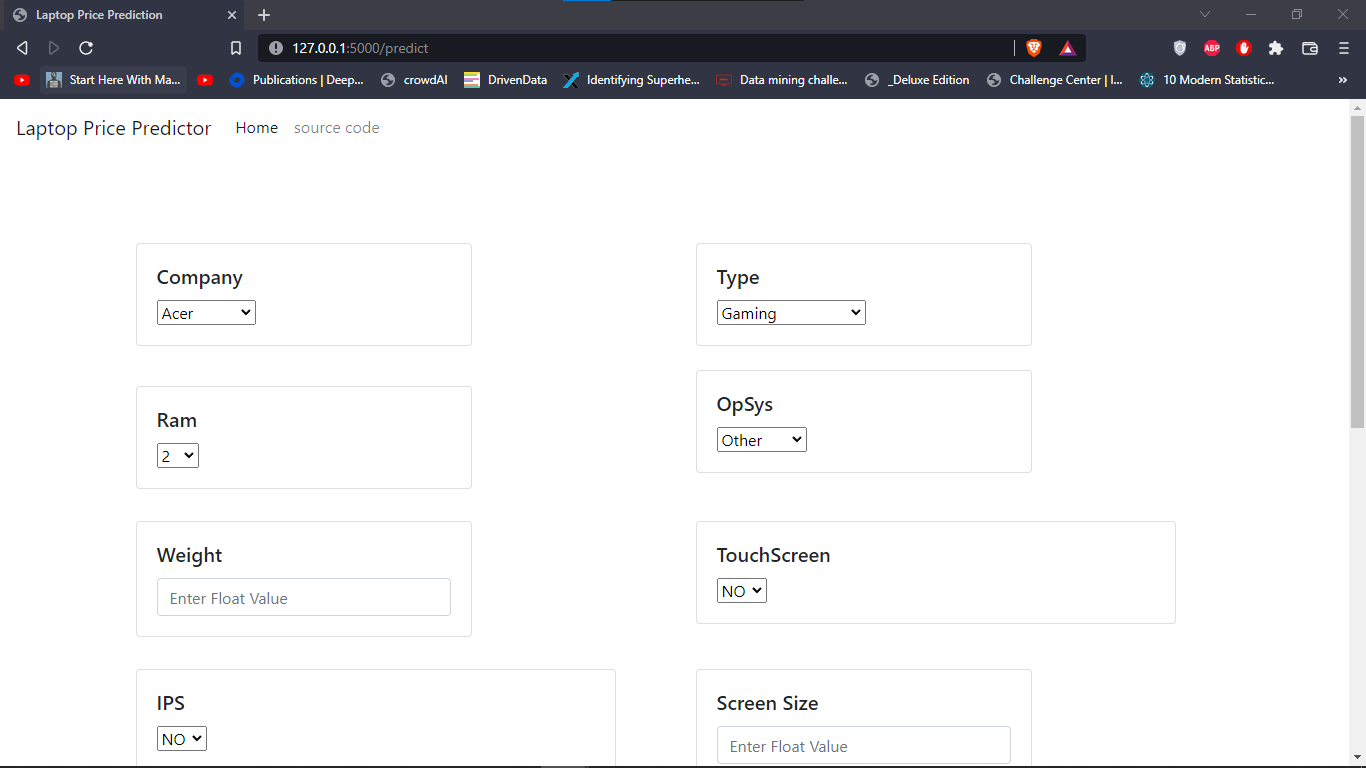 Laptop Price Prediction
127.0.0.1:5000/predict
ABP
Start Here With Ma... Publications | Deep... crowdAI DrivenData Identifying Superhe... Data mining challe... _Deluxe Edition Challenge Center | I... 10 Modern Statistic... »
Laptop Price Predictor Home source code
Company Type
Acer Gaming
Ram OpSys
2 Other
Weight TouchScreen
Enter Float Value NO
IPS Screen Size
NO Enter Float Value